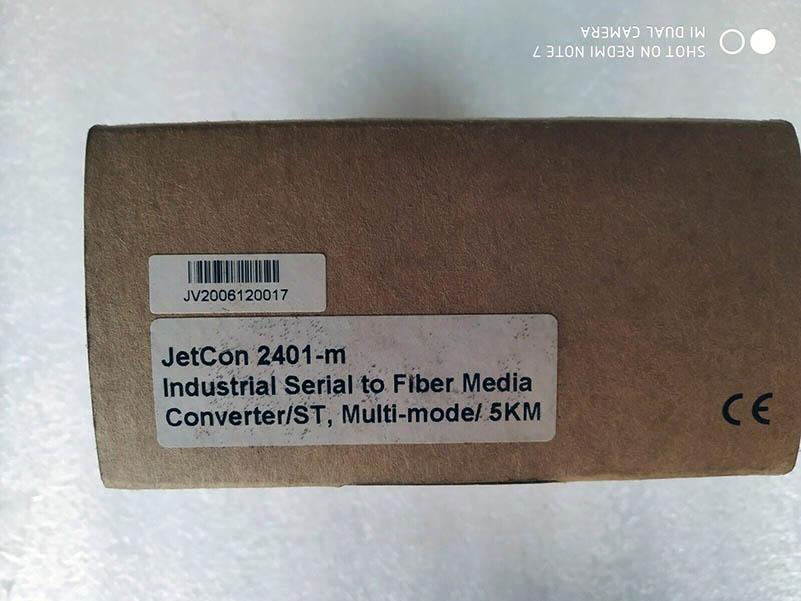 SHOT ON REDMI NOTE 7
MI DUAL CAMERA
JV2006120017
JetCon 2401-m
Industrial Serial to Fiber Media
Converter/ST, Multi-mode/ 5KM
CE